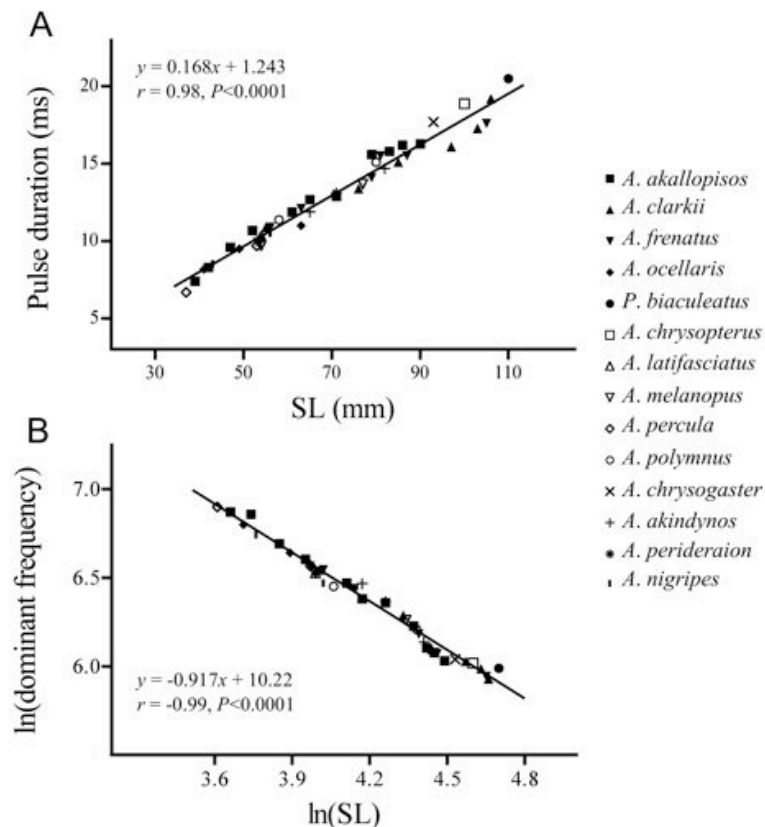 A
y = 0.168x + 1.243
r = 0.98, P<0.0001
Pulse duration (ms)
20
15
10
5
30 50 70 90 110
SL (mm)
B
y = -0.917x + 10.22
r = -0.99, P<0.0001
ln(dominant frequency)
7.0
6.5
6.0
3.6 3.9 4.2 4.5 4.8
ln(SL)
A. akallopisos
A. clarkii
A. frenatus
A. ocellaris
P. biaculeatus
A. chrysopterus
A. latifasciatus
A. melanopus
A. percula
A. polymnus
A. chrysogaster
A. akindynos
A. perideraion
A. nigripes